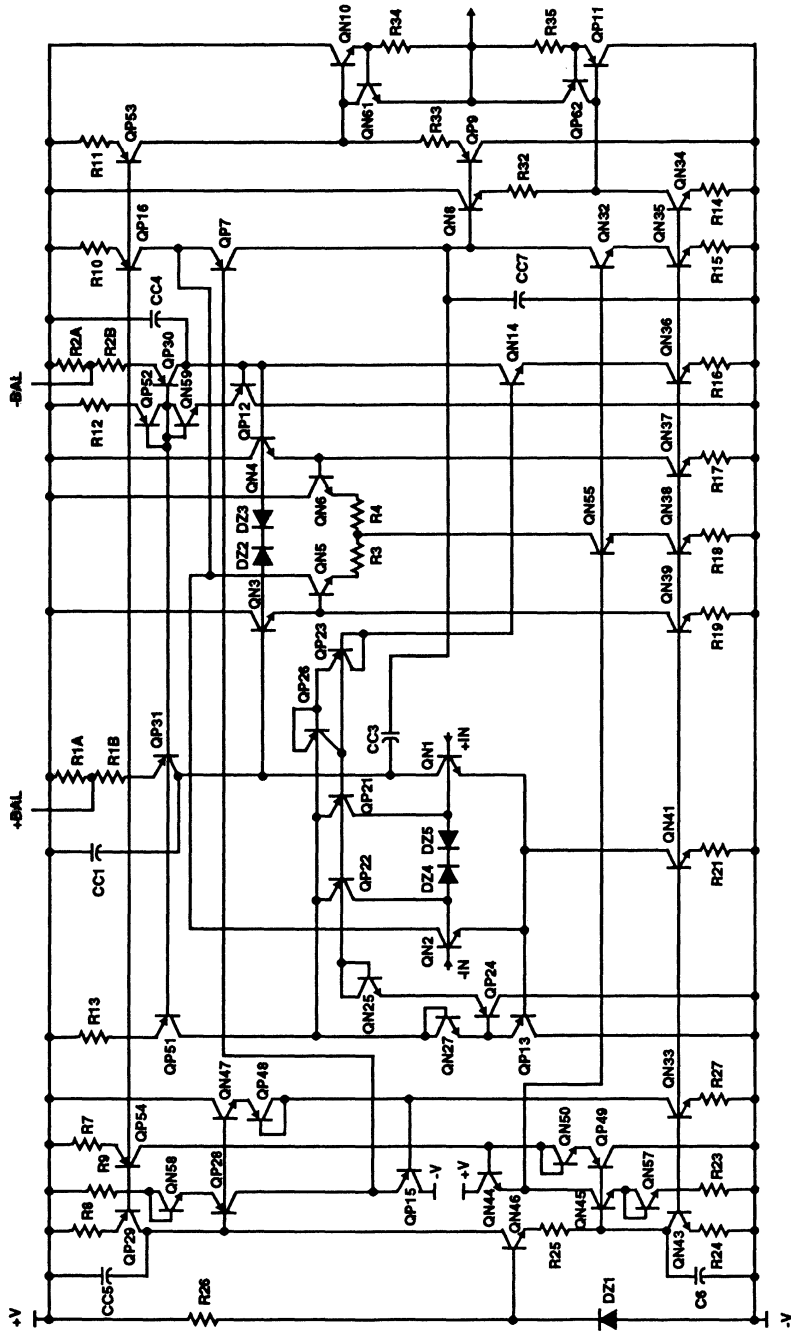 +V
CC5
R26
DZ1
-V
R8
QP29
R9
R7
QP54
QN58
QP28
QN47
QP48
QP15
-V
+V
QN44
QN46
R25
QN45
QN50
QP49
QN57
QN43
R24
C6
R23
QN33
R27
R13
QP51
QN27
QP24
QP13
QN25
QN2
-IN
QP22
DZ4
DZ5
QP21
QN1
+IN
CC1
+BAL
R1A
R1B
QP31
CC3
QN41
R21
QP26
QP23
QN3
DZ2
DZ3
QN4
QN5
QN6
R3
R4
QN55
QN39
R19
QN38
R18
QN37
R17
-BAL
R12
R2A
R2B
QP52
QP30
QN59
QP12
CC4
QN14
CC7
QN36
R16
R10
QP16
QP7
QN32
QN35
R15
R11
QP53
QN8
QP9
R33
R32
QN34
R14
QN10
QN61
R34
R35
QP62
QP11